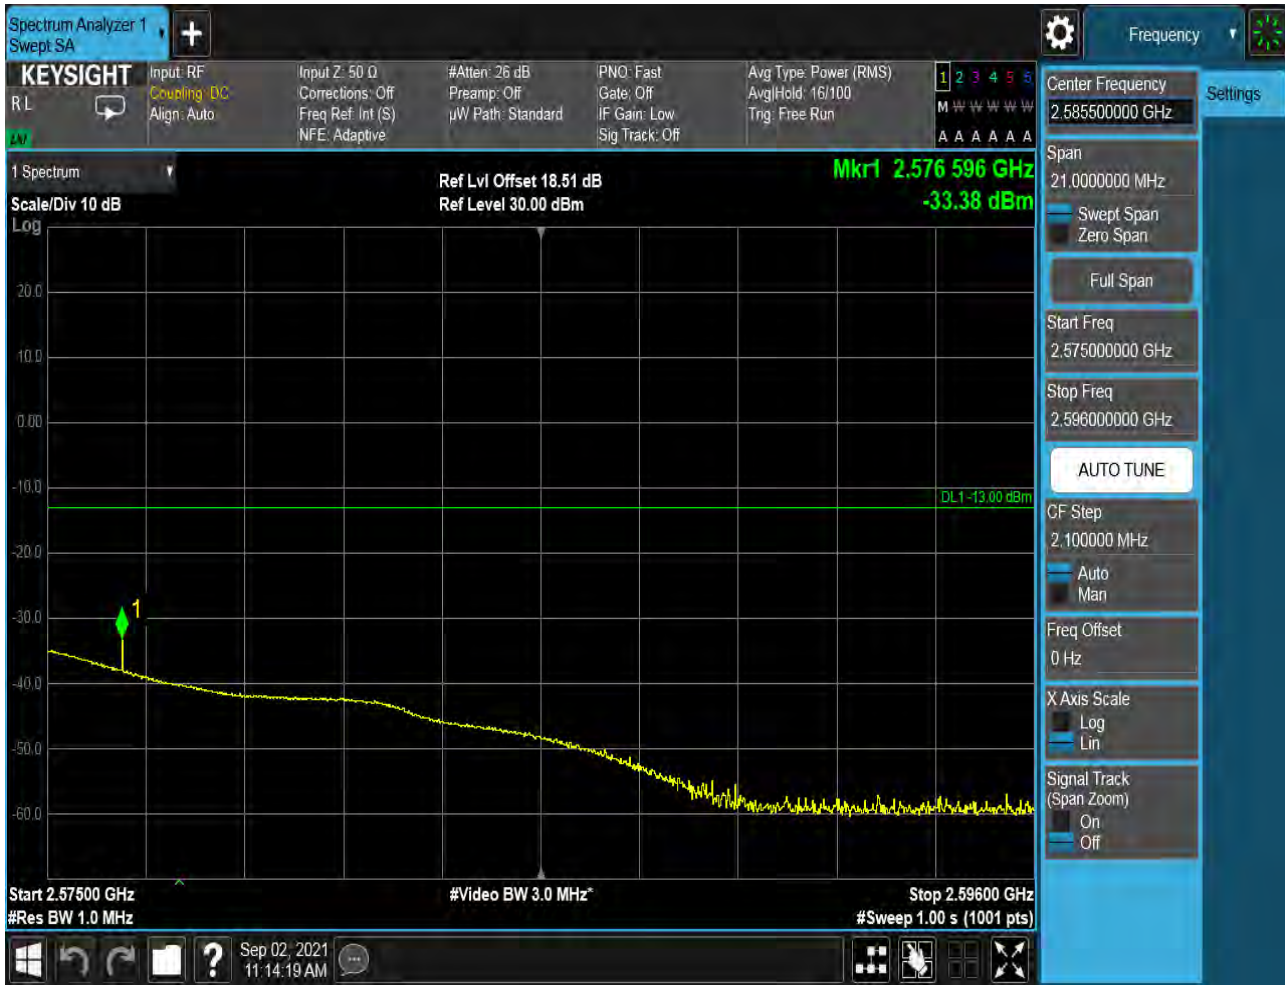 Spectrum Analyzer 1
Swept SA
Frequency
KEYSIGHT
R L
Input: RF
Coupling: DC
Align: Auto
Input Z: 50 Ω
Corrections: Off
Freq Ref: Int (S)
NFE: Adaptive
#Atten: 26 dB
Preamp: Off
µW Path: Standard
PNO: Fast
Gate: Off
IF Gain: Low
Sig Track: Off
Avg Type: Power (RMS)
Avg|Hold: 16/100
Trig: Free Run
1 2 3 4 5 6
M W W W W W
A A A A A A
1 Spectrum
Scale/Div 10 dB
Log
Ref Lvl Offset 18.51 dB
Ref Level 30.00 dBm
Mkr1 2.576 596 GHz
-33.38 dBm
20.0
10.0
0.00
-10.0
DL1 -13.00 dBm
-20.0
1
-30.0
-40.0
-50.0
-60.0
Start 2.57500 GHz
#Res BW 1.0 MHz
#Video BW 3.0 MHz*
Stop 2.59600 GHz
#Sweep 1.00 s (1001 pts)
Sep 02, 2021
11:14:19 AM
Center Frequency
2.585500000 GHz
Settings
Span
21.0000000 MHz
Swept Span
Zero Span
Full Span
Start Freq
2.575000000 GHz
Stop Freq
2.596000000 GHz
AUTO TUNE
CF Step
2.100000 MHz
Auto
Man
Freq Offset
0 Hz
X Axis Scale
Log
Lin
Signal Track
(Span Zoom)
On
Off